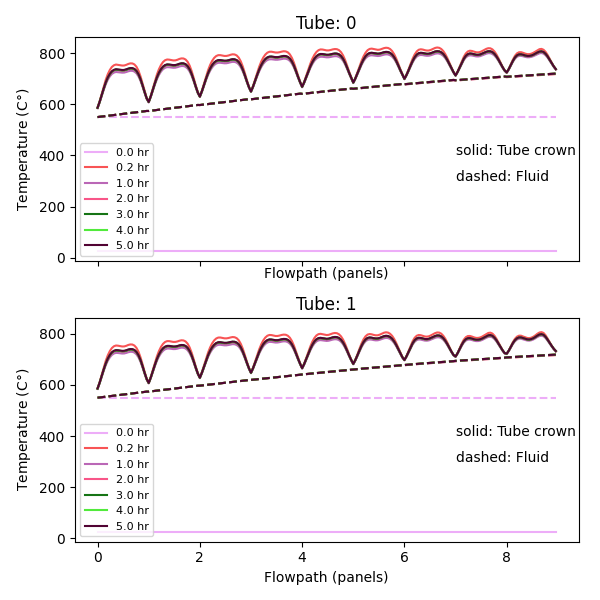 Tube: 0
800
600
400
200
0
Temperature (C°)
0.0 hr
0.2 hr
1.0 hr
2.0 hr
3.0 hr
4.0 hr
5.0 hr
solid: Tube crown
dashed: Fluid
Flowpath (panels)
Tube: 1
800
600
400
200
0
Temperature (C°)
0.0 hr
0.2 hr
1.0 hr
2.0 hr
3.0 hr
4.0 hr
5.0 hr
solid: Tube crown
dashed: Fluid
0 2 4 6 8
Flowpath (panels)